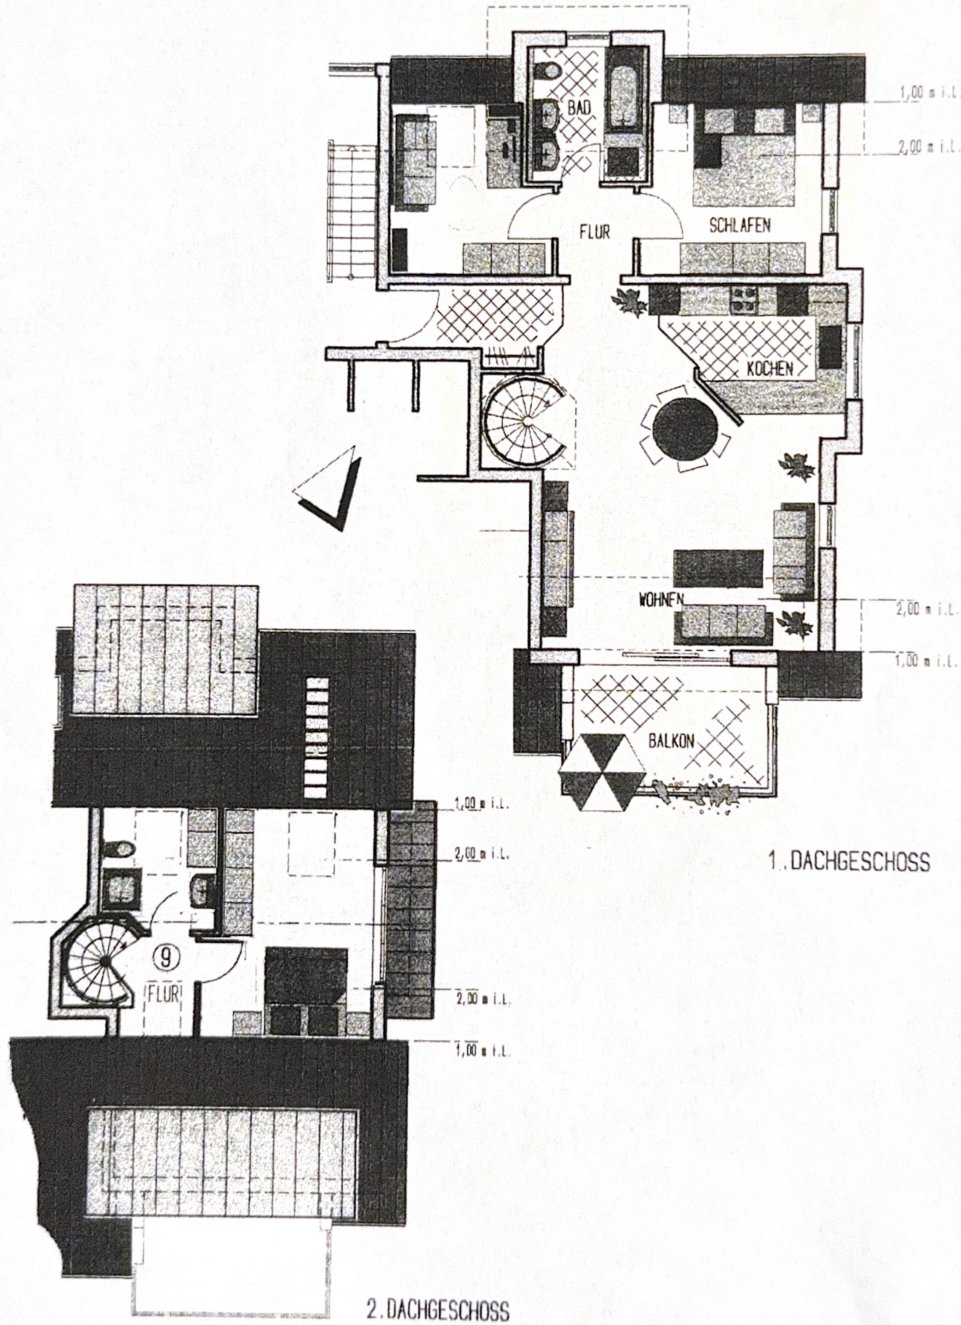 1,00 m i.L.
BAD
2,00 m i.L.
FLUR
SCHLAFEN
KOCHEN
WOHNEN
2,00 m i.L.
1,00 m i.L.
BALKON
1.DACHGESCHOSS
1,00 m i.L.
2,00 m i.L.
9
FLUR
2,00 m i.L.
1,00 m i.L.
2.DACHGESCHOSS